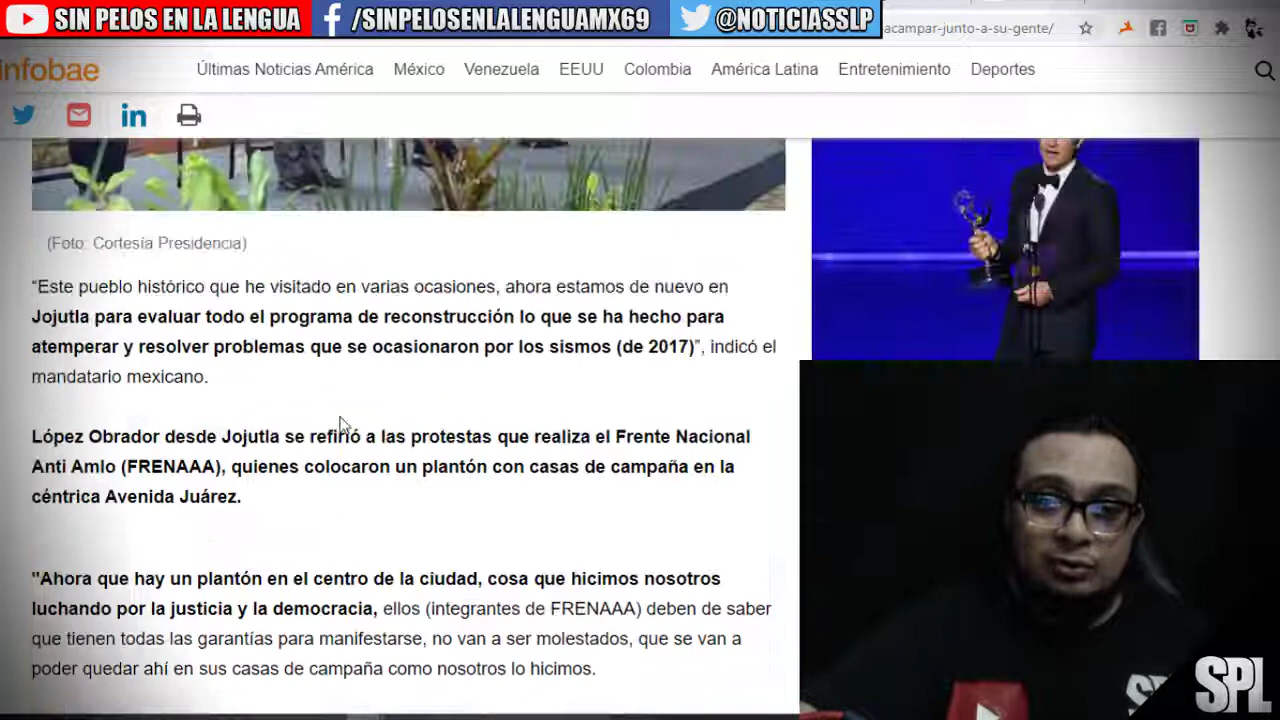 SIN PELOS EN LA LENGUA
/SINPELOSENLALENGUAMX69
@NOTICIASSLP
acampar-junto-a-su-gente/
infobae
Últimas Noticias América
México
Venezuela
EEUU
Colombia
América Latina
Entretenimiento
Deportes
(Foto: Cortesía Presidencia)
“Este pueblo histórico que he visitado en varias ocasiones, ahora estamos de nuevo en
Jojutla para evaluar todo el programa de reconstrucción lo que se ha hecho para
atemperar y resolver problemas que se ocasionaron por los sismos (de 2017)”, indicó el
mandatario mexicano.
López Obrador desde Jojutla se refirió a las protestas que realiza el Frente Nacional
Anti Amlo (FRENAAA), quienes colocaron un plantón con casas de campaña en la
céntrica Avenida Juárez.
"Ahora que hay un plantón en el centro de la ciudad, cosa que hicimos nosotros
luchando por la justicia y la democracia, ellos (integrantes de FRENAAA) deben de saber
que tienen todas las garantías para manifestarse, no van a ser molestados, que se van a
poder quedar ahí en sus casas de campaña como nosotros lo hicimos.
SPL